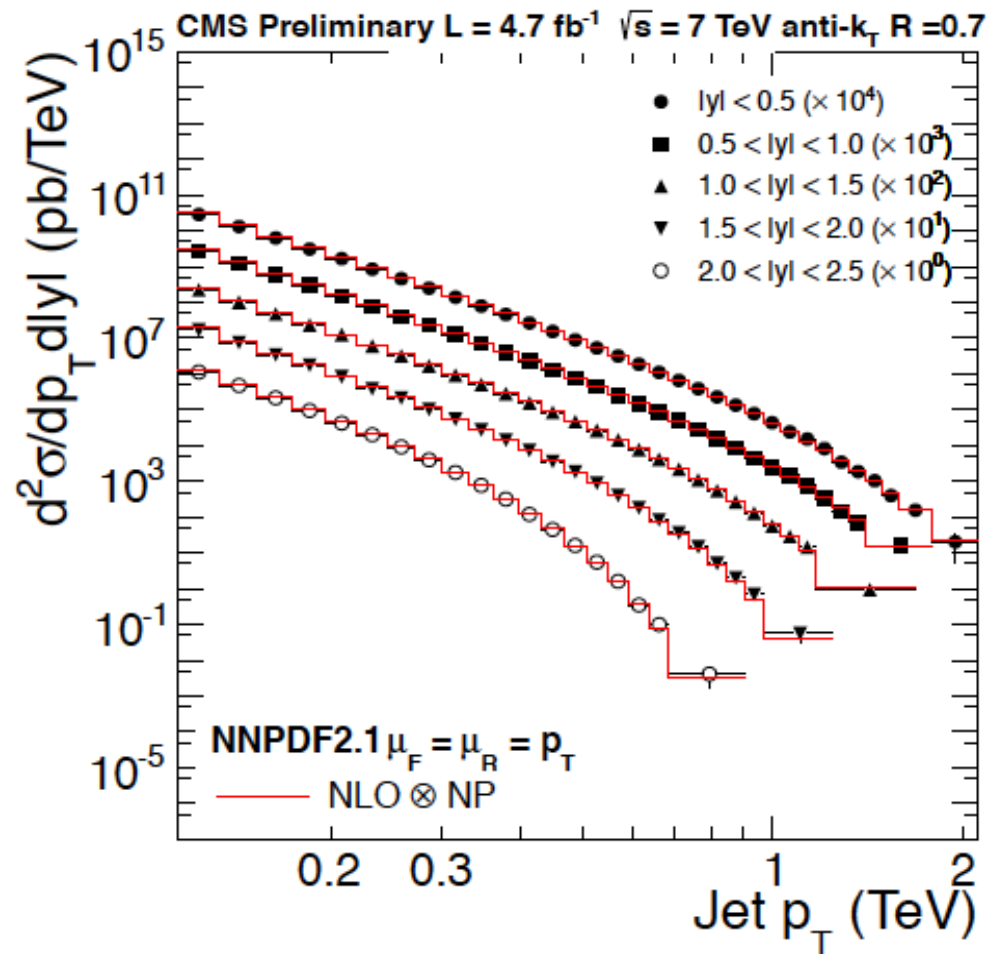 CMS Preliminary L = 4.7 fb⁻¹ √s = 7 TeV anti-k_T R =0.7
10¹⁵
10¹¹
10⁷
10³
10⁻¹
10⁻⁵
d²σ/dp_T d|y| (pb/TeV)
|y| < 0.5 (× 10⁴)
0.5 < |y| < 1.0 (× 10³)
1.0 < |y| < 1.5 (× 10²)
1.5 < |y| < 2.0 (× 10¹)
2.0 < |y| < 2.5 (× 10⁰)
NNPDF2.1 μ_F = μ_R = p_T
NLO ⊗ NP
0.2 0.3 1 2
Jet p_T (TeV)